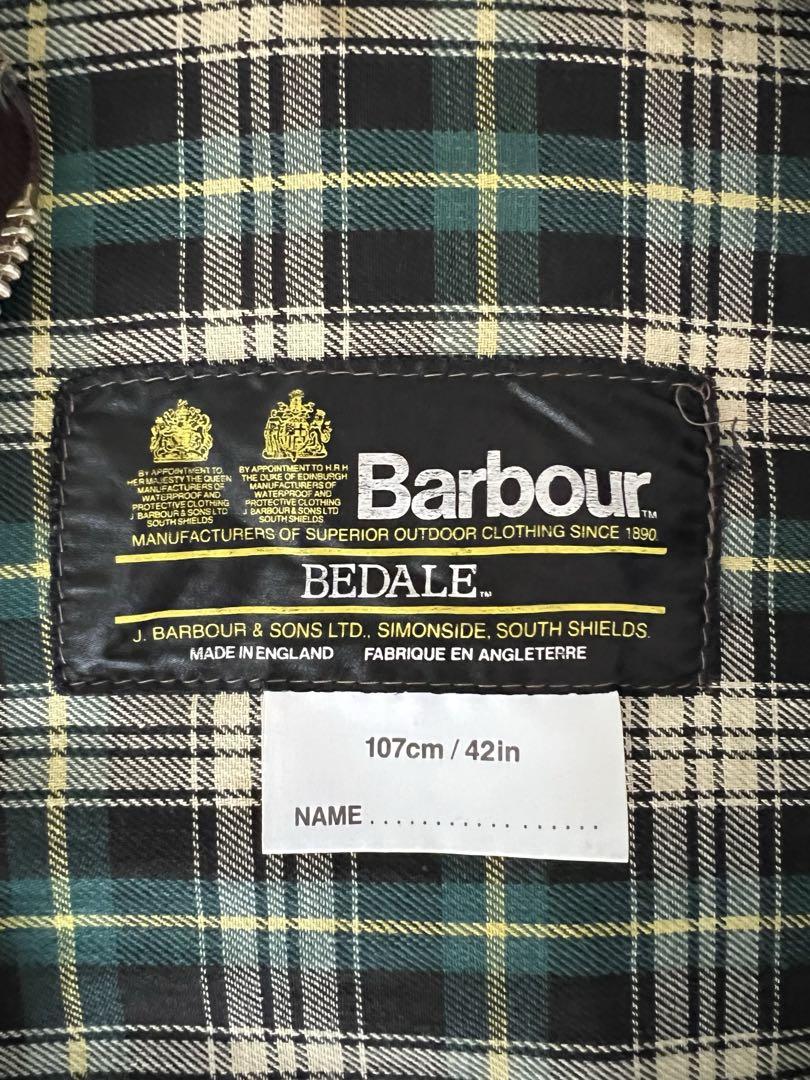 BY APPOINTMENT TO
HER MAJESTY THE QUEEN
MANUFACTURERS OF
WATERPROOF AND
PROTECTIVE CLOTHING
J BARBOUR & SONS LTD
SOUTH SHIELDS
BY APPOINTMENT TO H.R.H
THE DUKE OF EDINBURGH
MANUFACTURERS OF
WATERPROOF AND
PROTECTIVE CLOTHING
J BARBOUR & SONS LTD
SOUTH SHIELDS
Barbour™
MANUFACTURERS OF SUPERIOR OUTDOOR CLOTHING SINCE 1890
BEDALE™
J. BARBOUR & SONS LTD., SIMONSIDE, SOUTH SHIELDS.
MADE IN ENGLAND FABRIQUE EN ANGLETERRE
107cm / 42in
NAME . . . . . . . . . . . . . . . . .